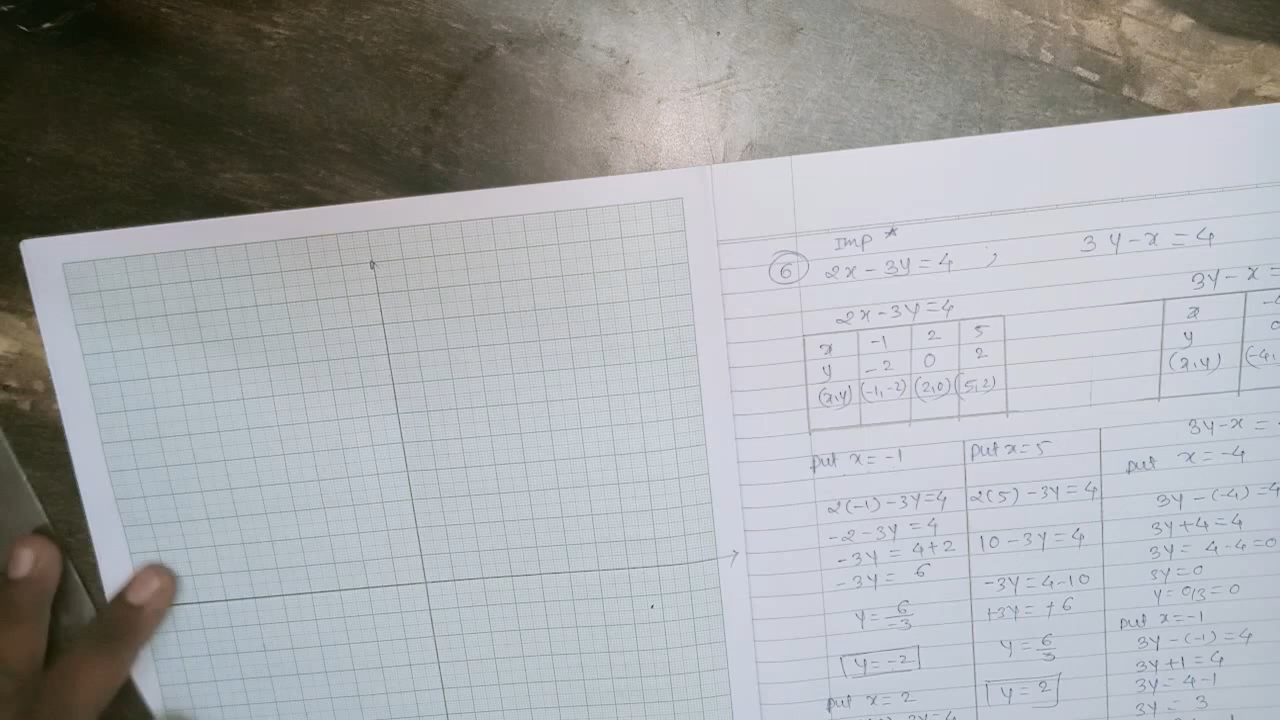 Imp *
6 2x - 3y = 4 ; 3y - x = 4
2x - 3y = 4
x -1 2 5
y -2 0 2
(x,y) (-1,-2) (2,0) (5,2)
put x = -1
2(-1) - 3y = 4
-2 - 3y = 4
-3y = 4+2
-3y = 6
y = 6/-3
y = -2
put x = 2
put x = 5
2(5) - 3y = 4
10 - 3y = 4
-3y = 4-10
+3y = +6
y = 6/3
y = 2
3y - x =
x
y
(x,y) (-4,
3y - x =
put x = -4
3y - (-4) = 4
3y + 4 = 4
3y = 4-4 = 0
3y = 0
y = 0/3 = 0
put x = -1
3y - (-1) = 4
3y + 1 = 4
3y = 4-1
3y = 3